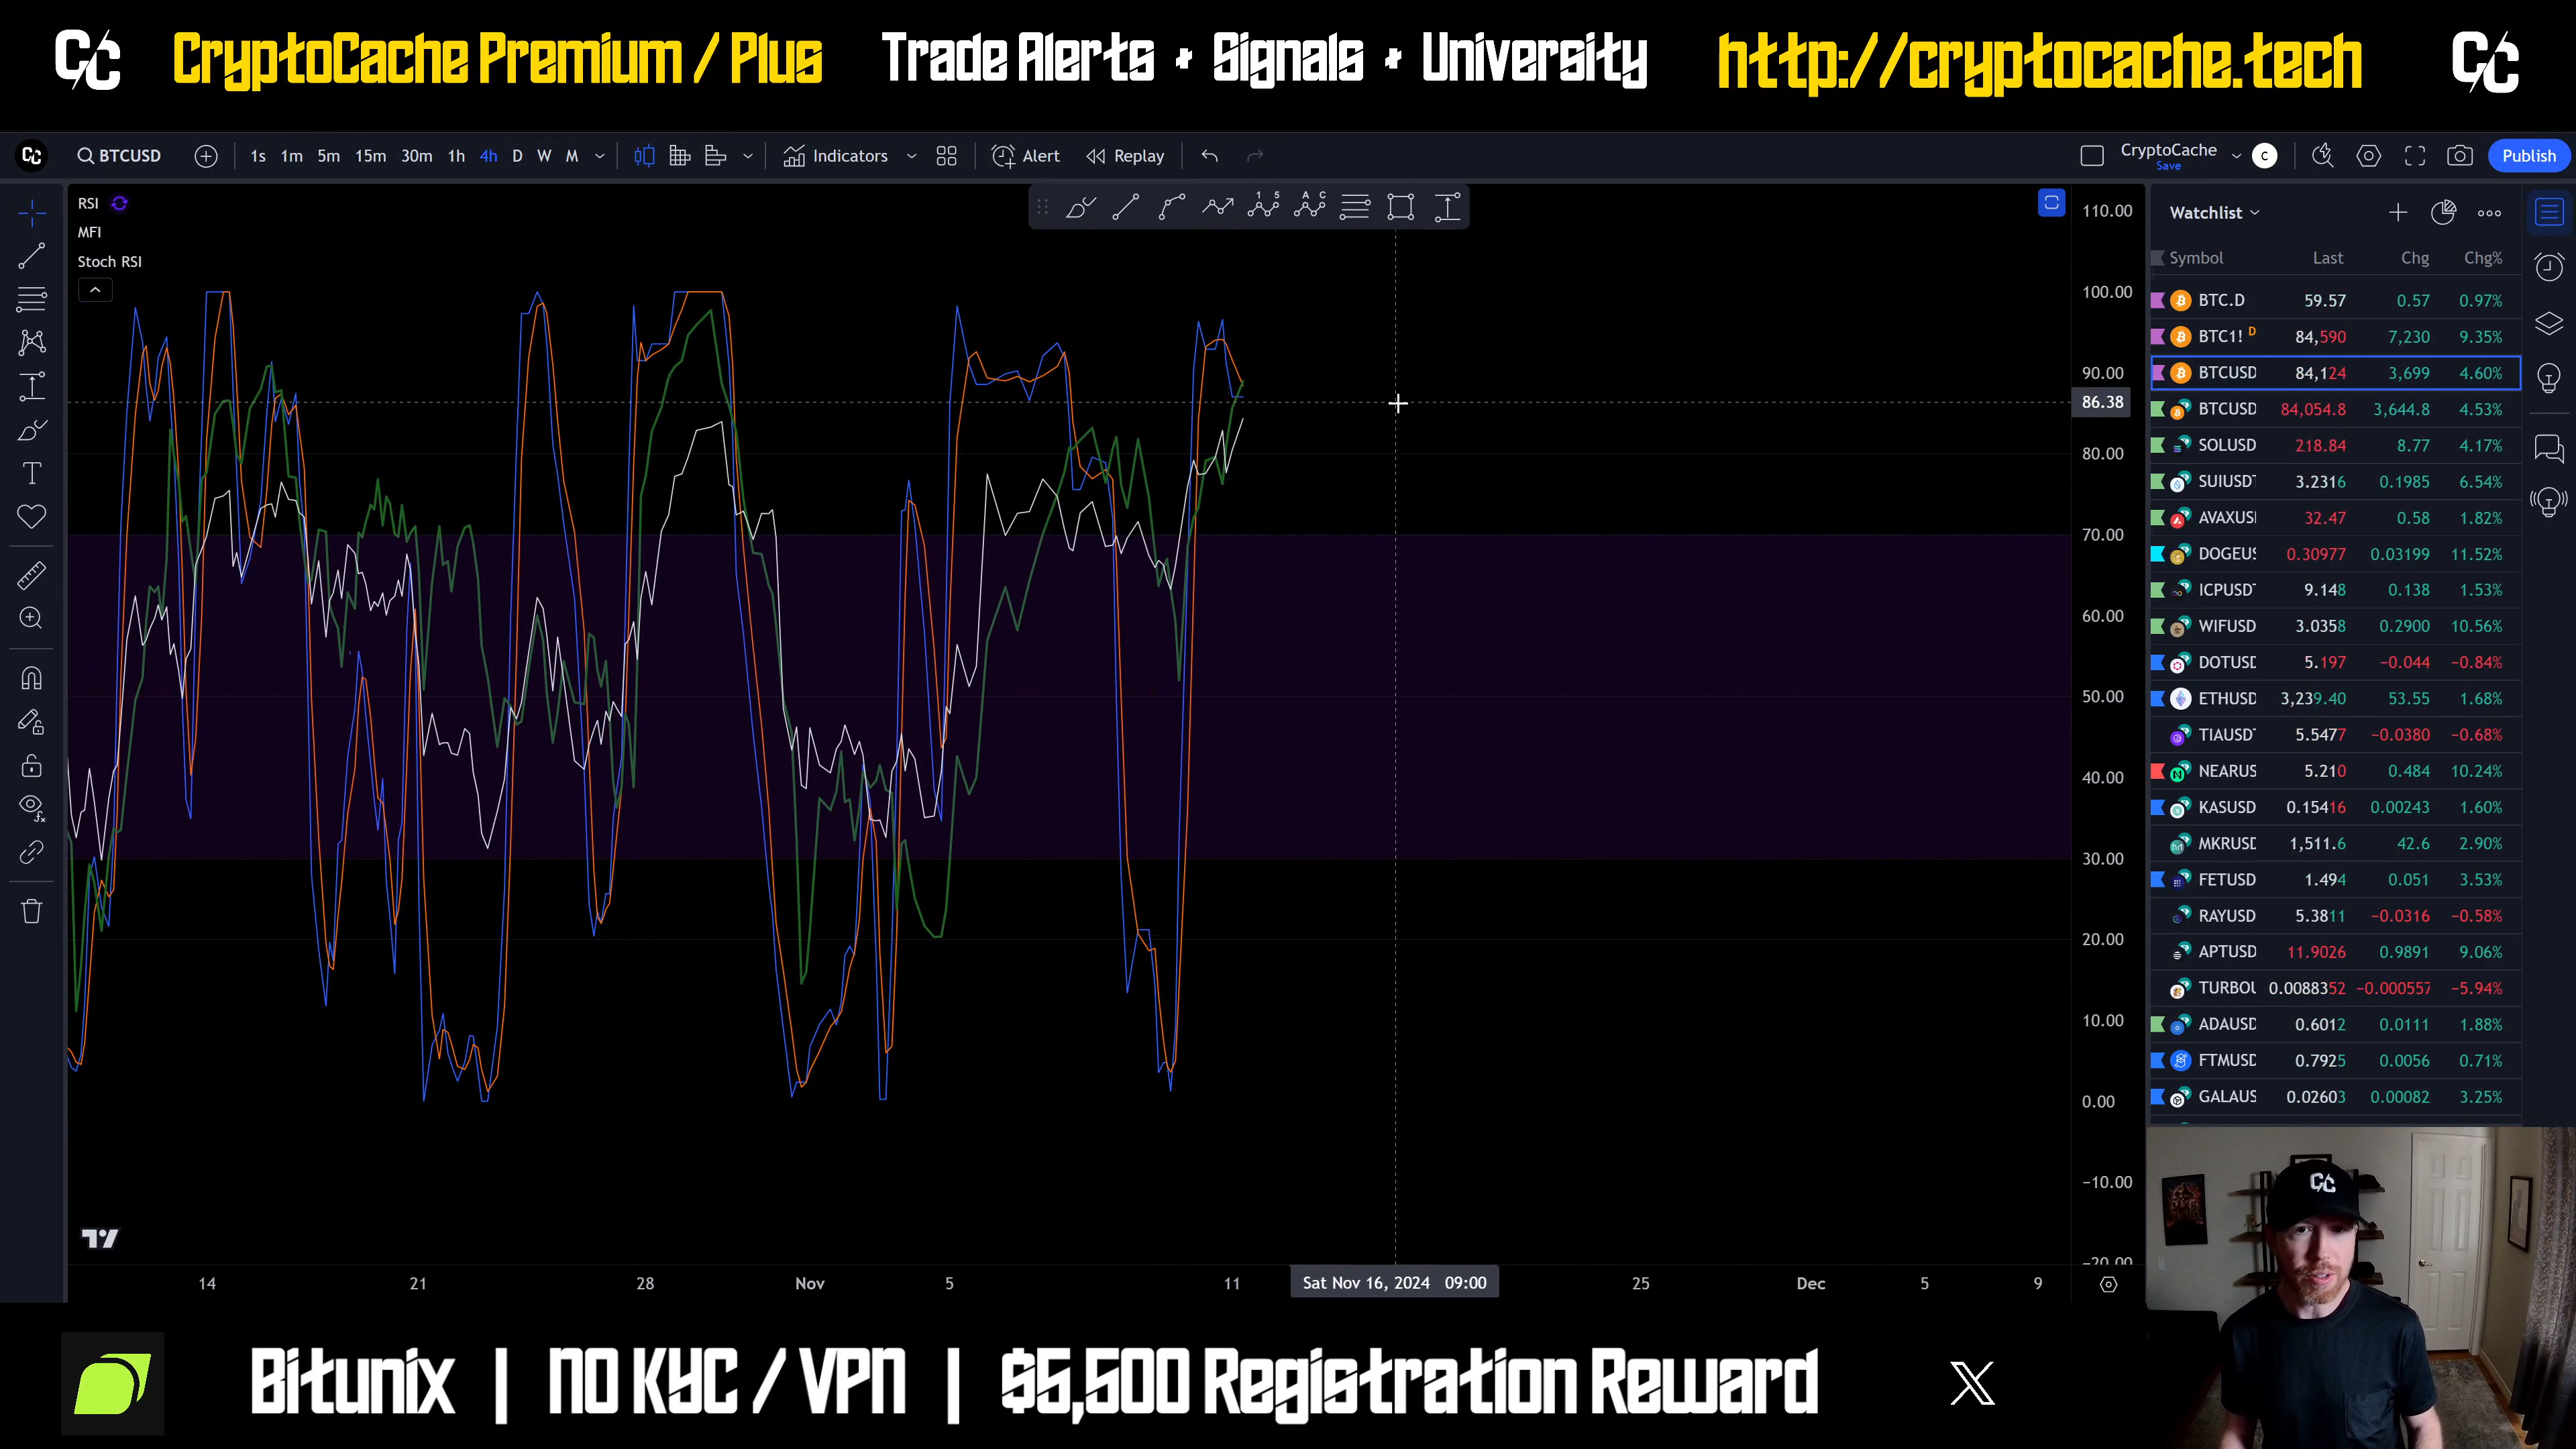 CC CryptoCache Premium / Plus Trade Alerts + Signals + University http://cryptocache.tech CC
CC BTCUSD 1s 1m 5m 15m 30m 1h 4h D W M Indicators Alert Replay CryptoCache Save C Publish
RSI
MFI
Stoch RSI
1 5
A C
T
110.00
100.00
90.00
86.38
80.00
70.00
60.00
50.00
40.00
30.00
20.00
10.00
0.00
−10.00
−20.00
14 21 28 Nov 5 11 Sat Nov 16, 2024 09:00 25 Dec 5 9
Watchlist
Symbol Last Chg Chg%
BTC.D 59.57 0.57 0.97%
BTC1! D 84,590 7,230 9.35%
BTCUSD 84,124 3,699 4.60%
BTCUSD 84,054.8 3,644.8 4.53%
SOLUSD 218.84 8.77 4.17%
SUIUSDT 3.2316 0.1985 6.54%
AVAXUSI 32.47 0.58 1.82%
DOGEUS 0.30977 0.03199 11.52%
ICPUSDT 9.148 0.138 1.53%
WIFUSD 3.0358 0.2900 10.56%
DOTUSD 5.197 −0.044 −0.84%
ETHUSD 3,239.40 53.55 1.68%
TIAUSDT 5.5477 −0.0380 −0.68%
NEARUS 5.210 0.484 10.24%
KASUSD 0.15416 0.00243 1.60%
MKRUSD 1,511.6 42.6 2.90%
FETUSD 1.494 0.051 3.53%
RAYUSD 5.3811 −0.0316 −0.58%
APTUSD 11.9026 0.9891 9.06%
TURBOU 0.0088352 −0.000557 −5.94%
ADAUSD 0.6012 0.0111 1.88%
FTMUSD 0.7925 0.0056 0.71%
GALAUS 0.02603 0.00082 3.25%
CC
Bitunix | NO KYC / VPN | $5,500 Registration Reward X